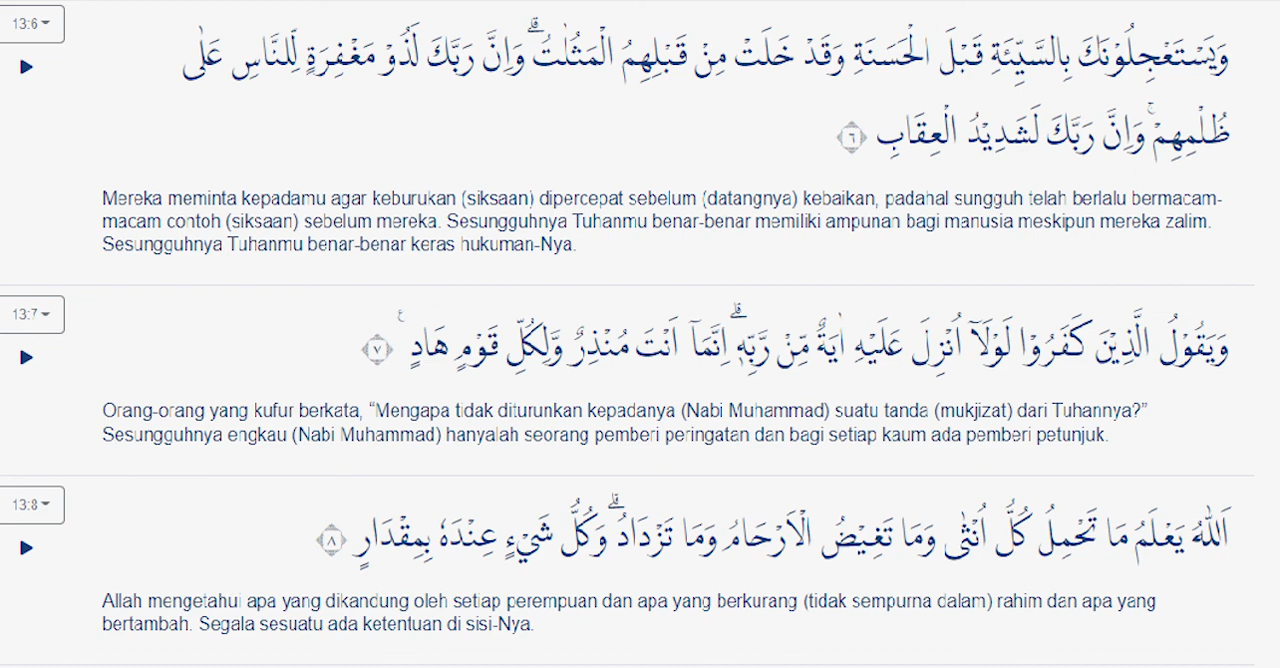 13:6
وَيَسْتَعْجِلُوْنَكَ بِالسَّيِّئَةِ قَبْلَ الْحَسَنَةِ وَقَدْ خَلَتْ مِنْ قَبْلِهِمُ الْمَثُلٰتُۗ وَاِنَّ رَبَّكَ لَذُوْ مَغْفِرَةٍ لِّلنَّاسِ عَلٰى
ظُلْمِهِمْۚ وَاِنَّ رَبَّكَ لَشَدِيْدُ الْعِقَابِ ٦
Mereka meminta kepadamu agar keburukan (siksaan) dipercepat sebelum (datangnya) kebaikan, padahal sungguh telah berlalu bermacam-
macam contoh (siksaan) sebelum mereka. Sesungguhnya Tuhanmu benar-benar memiliki ampunan bagi manusia meskipun mereka zalim.
Sesungguhnya Tuhanmu benar-benar keras hukuman-Nya.
13:7
وَيَقُوْلُ الَّذِيْنَ كَفَرُوْا لَوْلَآ اُنْزِلَ عَلَيْهِ اٰيَةٌ مِّنْ رَّبِّهٖۗ اِنَّمَآ اَنْتَ مُنْذِرٌ وَّلِكُلِّ قَوْمٍ هَادٍ ࣖ ٧
Orang-orang yang kufur berkata, “Mengapa tidak diturunkan kepadanya (Nabi Muhammad) suatu tanda (mukjizat) dari Tuhannya?”
Sesungguhnya engkau (Nabi Muhammad) hanyalah seorang pemberi peringatan dan bagi setiap kaum ada pemberi petunjuk.
13:8
اَللّٰهُ يَعْلَمُ مَا تَحْمِلُ كُلُّ اُنْثٰى وَمَا تَغِيْضُ الْاَرْحَامُ وَمَا تَزْدَادُۗ وَكُلُّ شَيْءٍ عِنْدَهٗ بِمِقْدَارٍ ٨
Allah mengetahui apa yang dikandung oleh setiap perempuan dan apa yang berkurang (tidak sempurna dalam) rahim dan apa yang
bertambah. Segala sesuatu ada ketentuan di sisi-Nya.